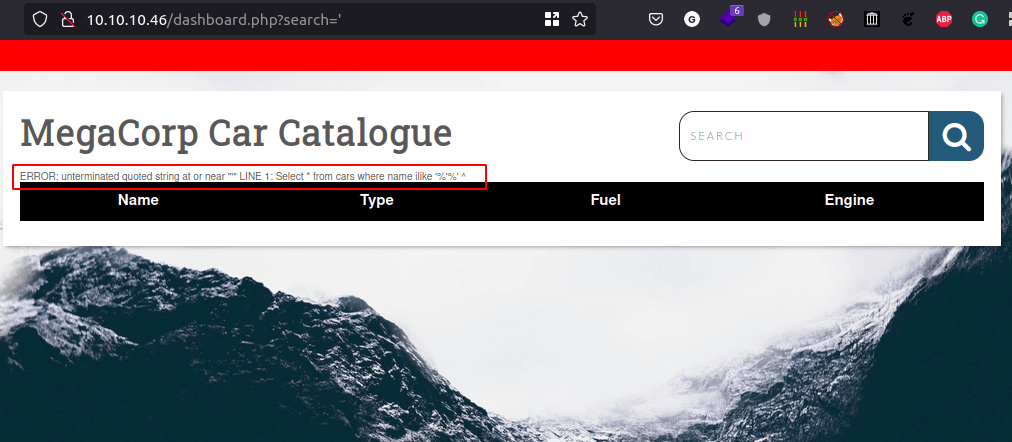 10.10.10.46/dashboard.php?search='
6
G
ABP
G
MegaCorp Car Catalogue
SEARCH
ERROR: unterminated quoted string at or near "'" LINE 1: Select * from cars where name ilike '%'%' ^
Name Type Fuel Engine